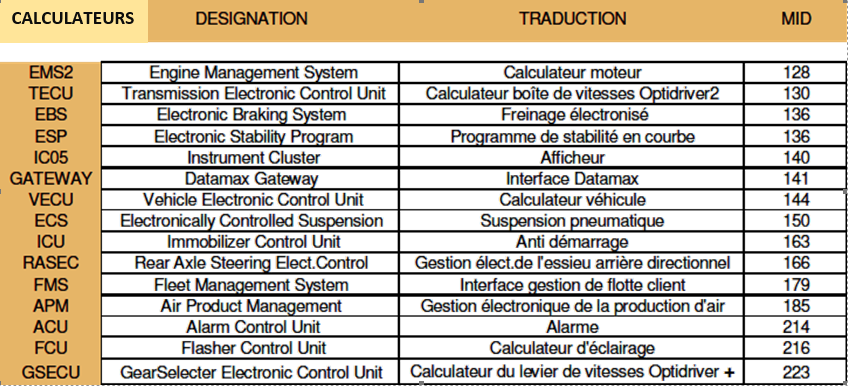 CALCULATEURS DESIGNATION TRADUCTION MID
EMS2 Engine Management System Calculateur moteur 128
TECU Transmission Electronic Control Unit Calculateur boîte de vitesses Optidriver2 130
EBS Electronic Braking System Freinage électronisé 136
ESP Electronic Stability Program Programme de stabilité en courbe 136
IC05 Instrument Cluster Afficheur 140
GATEWAY Datamax Gateway Interface Datamax 141
VECU Vehicle Electronic Control Unit Calculateur véhicule 144
ECS Electronically Controlled Suspension Suspension pneumatique 150
ICU Immobilizer Control Unit Anti démarrage 163
RASEC Rear Axle Steering Elect.Control Gestion élect.de l'essieu arrière directionnel 166
FMS Fleet Management System Interface gestion de flotte client 179
APM Air Product Management Gestion électronique de la production d'air 185
ACU Alarm Control Unit Alarme 214
FCU Flasher Control Unit Calculateur d'éclairage 216
GSECU GearSelecter Electronic Control Unit Calculateur du levier de vitesses Optidriver + 223